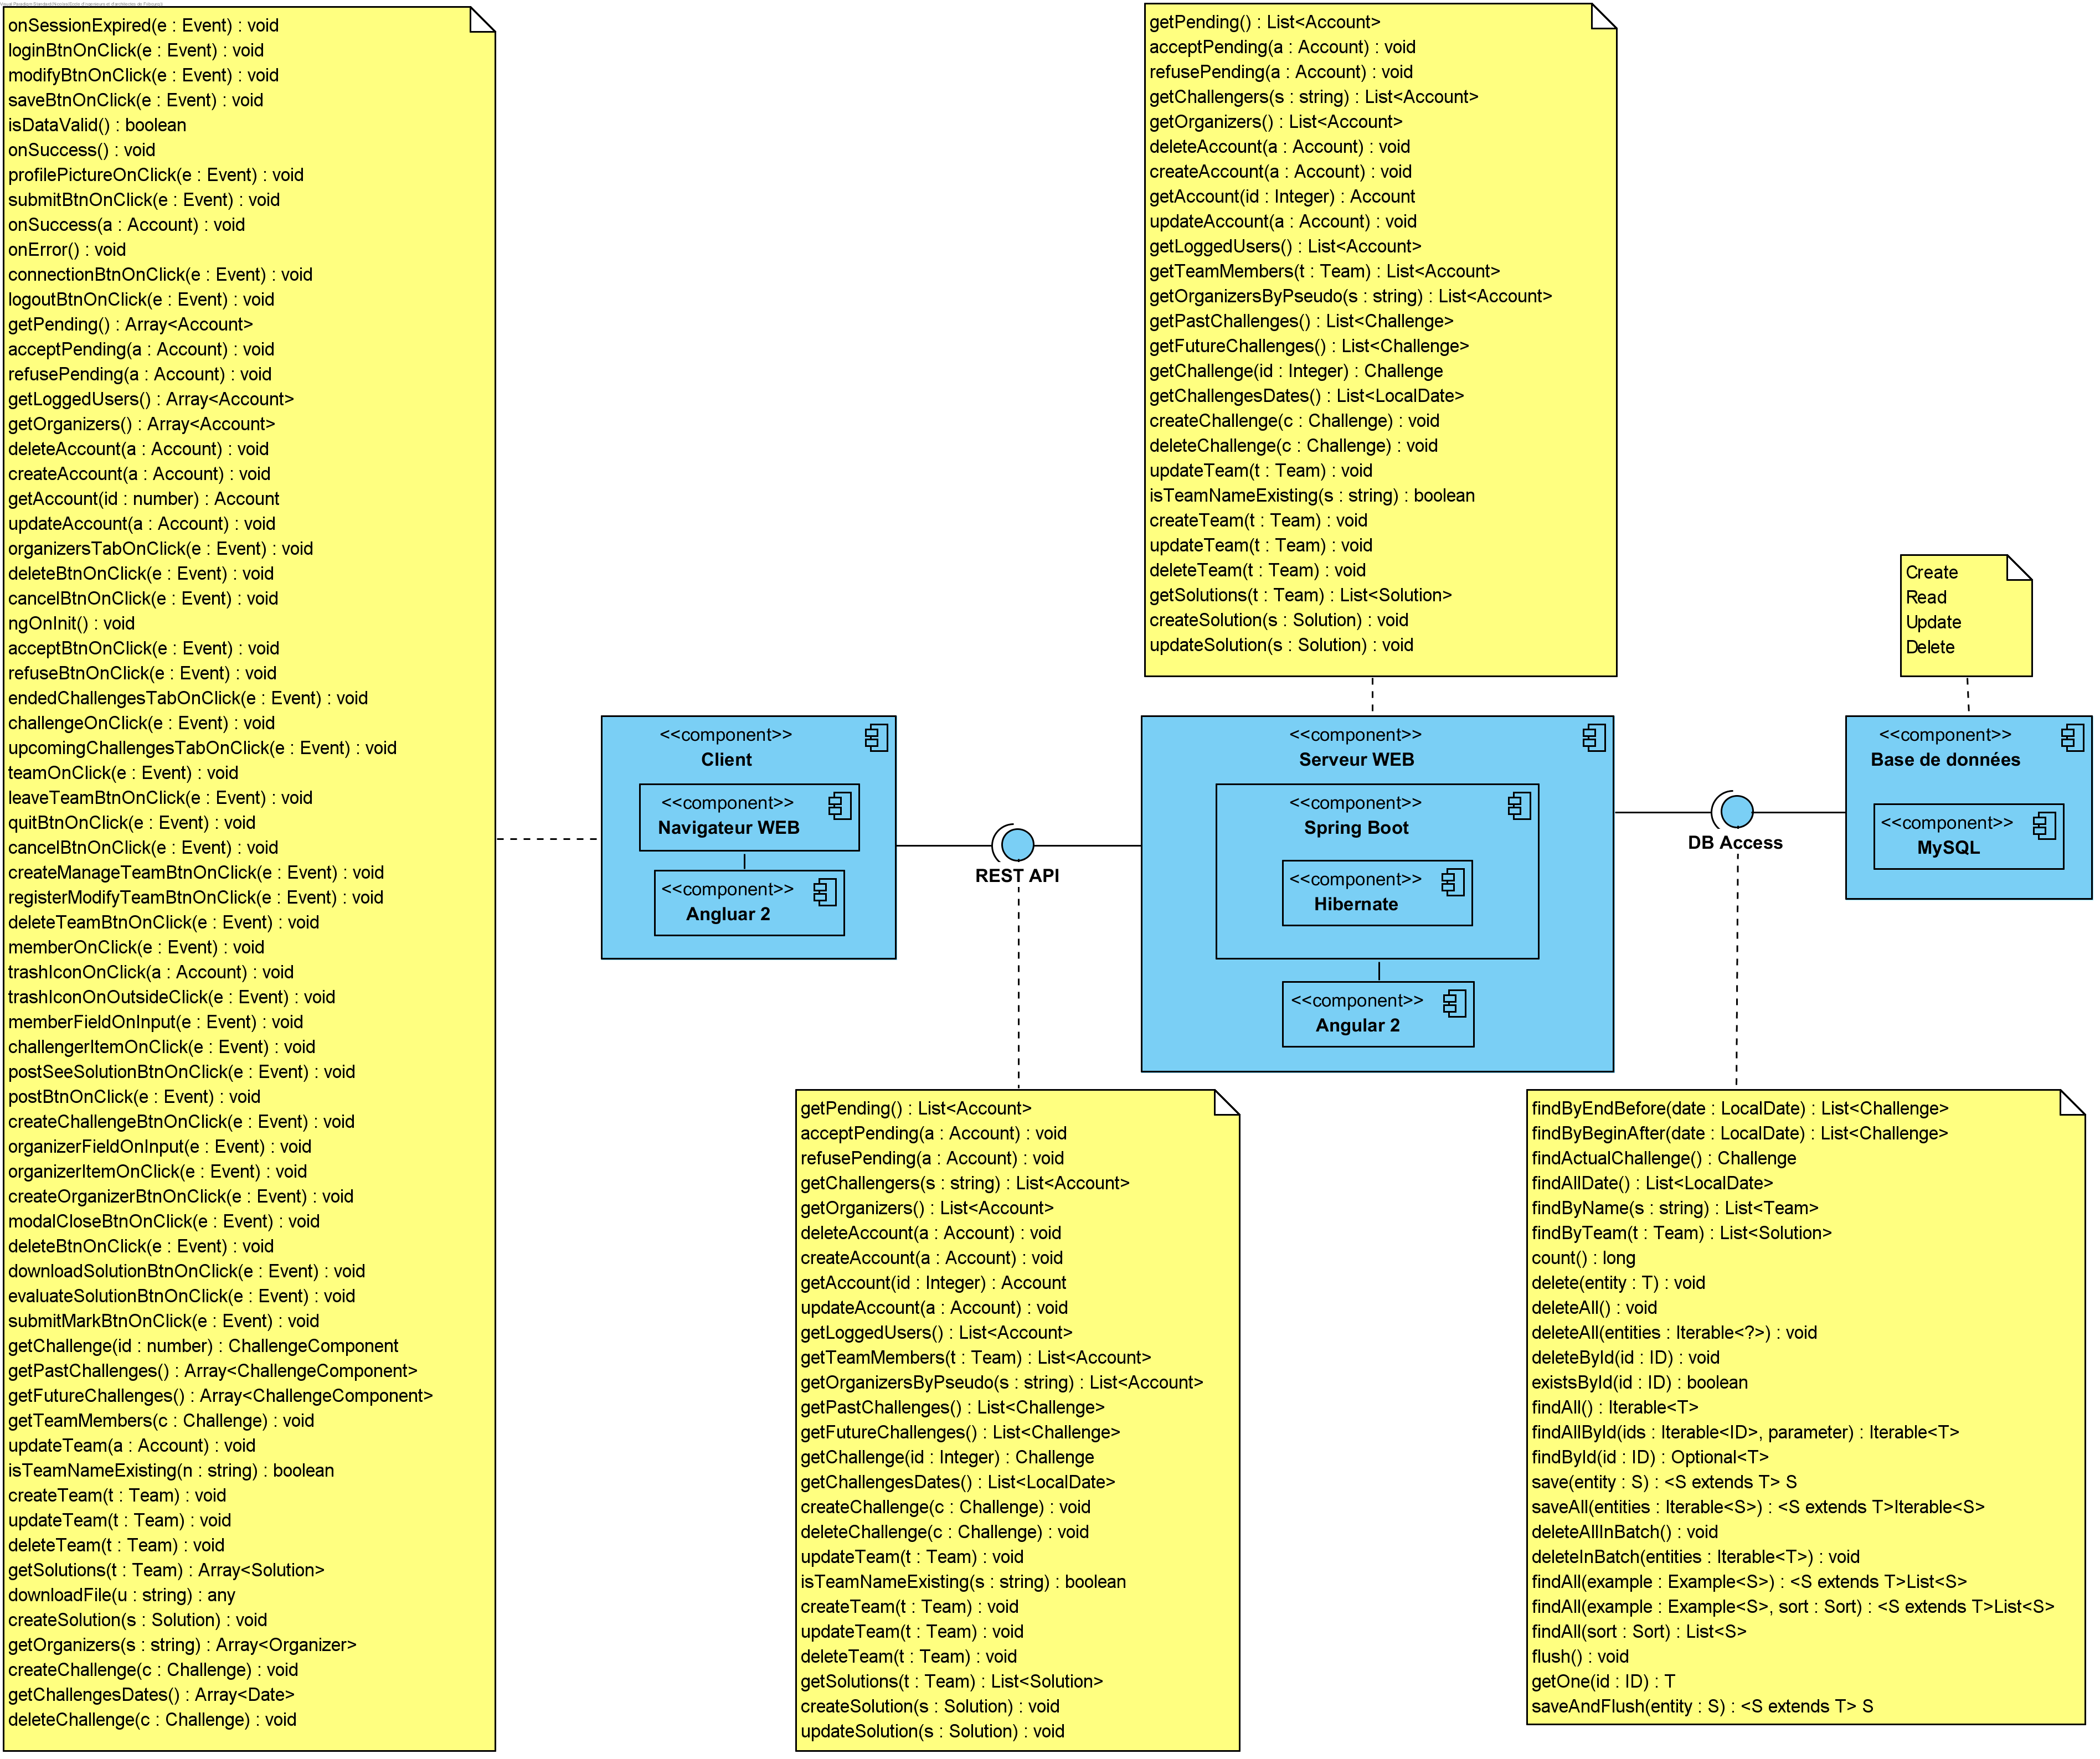 onSessionExpired(e : Event) : void
loginBtnOnClick(e : Event) : void
modifyBtnOnClick(e : Event) : void
saveBtnOnClick(e : Event) : void
isDataValid() : boolean
onSuccess() : void
profilePictureOnClick(e : Event) : void
submitBtnOnClick(e : Event) : void
onSuccess(a : Account) : void
onError() : void
connectionBtnOnClick(e : Event) : void
logoutBtnOnClick(e : Event) : void
getPending() : Array<Account>
acceptPending(a : Account) : void
refusePending(a : Account) : void
getLoggedUsers() : Array<Account>
getOrganizers() : Array<Account>
deleteAccount(a : Account) : void
createAccount(a : Account) : void
getAccount(id : number) : Account
updateAccount(a : Account) : void
organizersTabOnClick(e : Event) : void
deleteBtnOnClick(e : Event) : void
cancelBtnOnClick(e : Event) : void
ngOnInit() : void
acceptBtnOnClick(e : Event) : void
refuseBtnOnClick(e : Event) : void
endedChallengesTabOnClick(e : Event) : void
challengeOnClick(e : Event) : void
upcomingChallengesTabOnClick(e : Event) : void
teamOnClick(e : Event) : void
leaveTeamBtnOnClick(e : Event) : void
quitBtnOnClick(e : Event) : void
cancelBtnOnClick(e : Event) : void
createManageTeamBtnOnClick(e : Event) : void
registerModifyTeamBtnOnClick(e : Event) : void
deleteTeamBtnOnClick(e : Event) : void
memberOnClick(e : Event) : void
trashIconOnClick(a : Account) : void
trashIconOnOutsideClick(e : Event) : void
memberFieldOnInput(e : Event) : void
challengerItemOnClick(e : Event) : void
postSeeSolutionBtnOnClick(e : Event) : void
postBtnOnClick(e : Event) : void
createChallengeBtnOnClick(e : Event) : void
organizerFieldOnInput(e : Event) : void
organizerItemOnClick(e : Event) : void
createOrganizerBtnOnClick(e : Event) : void
modalCloseBtnOnClick(e : Event) : void
deleteBtnOnClick(e : Event) : void
downloadSolutionBtnOnClick(e : Event) : void
evaluateSolutionBtnOnClick(e : Event) : void
submitMarkBtnOnClick(e : Event) : void
getChallenge(id : number) : ChallengeComponent
getPastChallenges() : Array<ChallengeComponent>
getFutureChallenges() : Array<ChallengeComponent>
getTeamMembers(c : Challenge) : void
updateTeam(a : Account) : void
isTeamNameExisting(n : string) : boolean
createTeam(t : Team) : void
updateTeam(t : Team) : void
deleteTeam(t : Team) : void
getSolutions(t : Team) : Array<Solution>
downloadFile(u : string) : any
createSolution(s : Solution) : void
getOrganizers(s : string) : Array<Organizer>
createChallenge(c : Challenge) : void
getChallengesDates() : Array<Date>
deleteChallenge(c : Challenge) : void
<<component>>
Client
<<component>>
Navigateur WEB
<<component>>
Angluar 2
REST API
getPending() : List<Account>
acceptPending(a : Account) : void
refusePending(a : Account) : void
getChallengers(s : string) : List<Account>
getOrganizers() : List<Account>
deleteAccount(a : Account) : void
createAccount(a : Account) : void
getAccount(id : Integer) : Account
updateAccount(a : Account) : void
getLoggedUsers() : List<Account>
getTeamMembers(t : Team) : List<Account>
getOrganizersByPseudo(s : string) : List<Account>
getPastChallenges() : List<Challenge>
getFutureChallenges() : List<Challenge>
getChallenge(id : Integer) : Challenge
getChallengesDates() : List<LocalDate>
createChallenge(c : Challenge) : void
deleteChallenge(c : Challenge) : void
updateTeam(t : Team) : void
isTeamNameExisting(s : string) : boolean
createTeam(t : Team) : void
updateTeam(t : Team) : void
deleteTeam(t : Team) : void
getSolutions(t : Team) : List<Solution>
createSolution(s : Solution) : void
updateSolution(s : Solution) : void
<<component>>
Serveur WEB
<<component>>
Spring Boot
<<component>>
Hibernate
<<component>>
Angular 2
getPending() : List<Account>
acceptPending(a : Account) : void
refusePending(a : Account) : void
getChallengers(s : string) : List<Account>
getOrganizers() : List<Account>
deleteAccount(a : Account) : void
createAccount(a : Account) : void
getAccount(id : Integer) : Account
updateAccount(a : Account) : void
getLoggedUsers() : List<Account>
getTeamMembers(t : Team) : List<Account>
getOrganizersByPseudo(s : string) : List<Account>
getPastChallenges() : List<Challenge>
getFutureChallenges() : List<Challenge>
getChallenge(id : Integer) : Challenge
getChallengesDates() : List<LocalDate>
createChallenge(c : Challenge) : void
deleteChallenge(c : Challenge) : void
updateTeam(t : Team) : void
isTeamNameExisting(s : string) : boolean
createTeam(t : Team) : void
updateTeam(t : Team) : void
deleteTeam(t : Team) : void
getSolutions(t : Team) : List<Solution>
createSolution(s : Solution) : void
updateSolution(s : Solution) : void
DB Access
Create
Read
Update
Delete
<<component>>
Base de données
<<component>>
MySQL
findByEndBefore(date : LocalDate) : List<Challenge>
findByBeginAfter(date : LocalDate) : List<Challenge>
findActualChallenge() : Challenge
findAllDate() : List<LocalDate>
findByName(s : string) : List<Team>
findByTeam(t : Team) : List<Solution>
count() : long
delete(entity : T) : void
deleteAll() : void
deleteAll(entities : Iterable<?>) : void
deleteById(id : ID) : void
existsById(id : ID) : boolean
findAll() : Iterable<T>
findAllById(ids : Iterable<ID>, parameter) : Iterable<T>
findById(id : ID) : Optional<T>
save(entity : S) : <S extends T> S
saveAll(entities : Iterable<S>) : <S extends T>Iterable<S>
deleteAllInBatch() : void
deleteInBatch(entities : Iterable<T>) : void
findAll(example : Example<S>) : <S extends T>List<S>
findAll(example : Example<S>, sort : Sort) : <S extends T>List<S>
findAll(sort : Sort) : List<S>
flush() : void
getOne(id : ID) : T
saveAndFlush(entity : S) : <S extends T> S